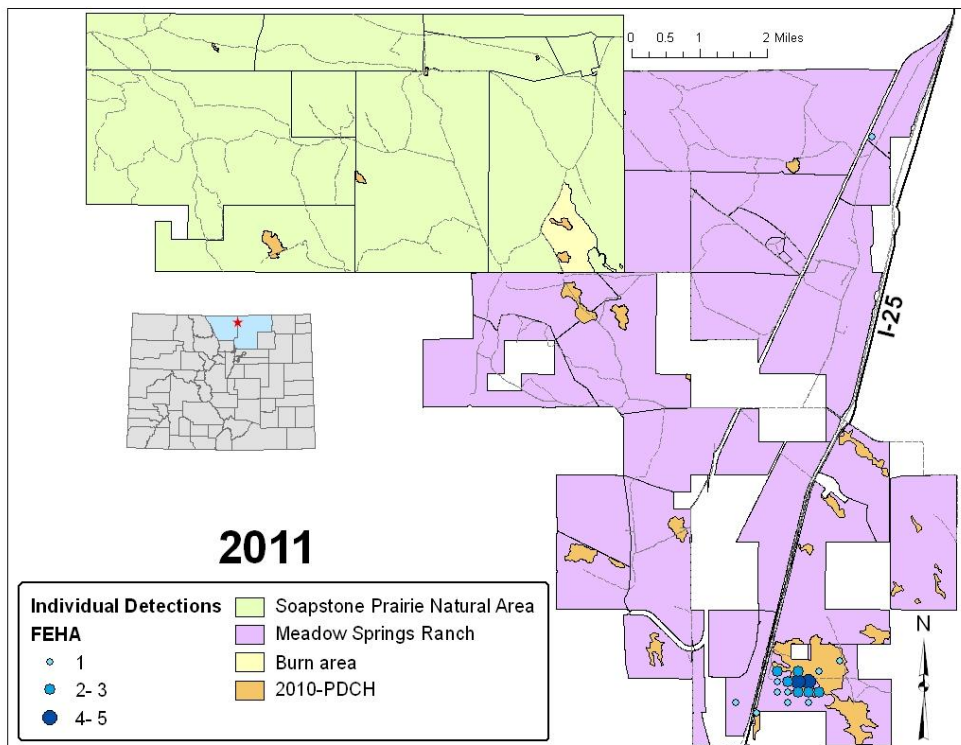 0 0.5 1 2 Miles
I-25
2011
Individual Detections
FEHA
1
2- 3
4- 5
Soapstone Prairie Natural Area
Meadow Springs Ranch
Burn area
2010-PDCH
N